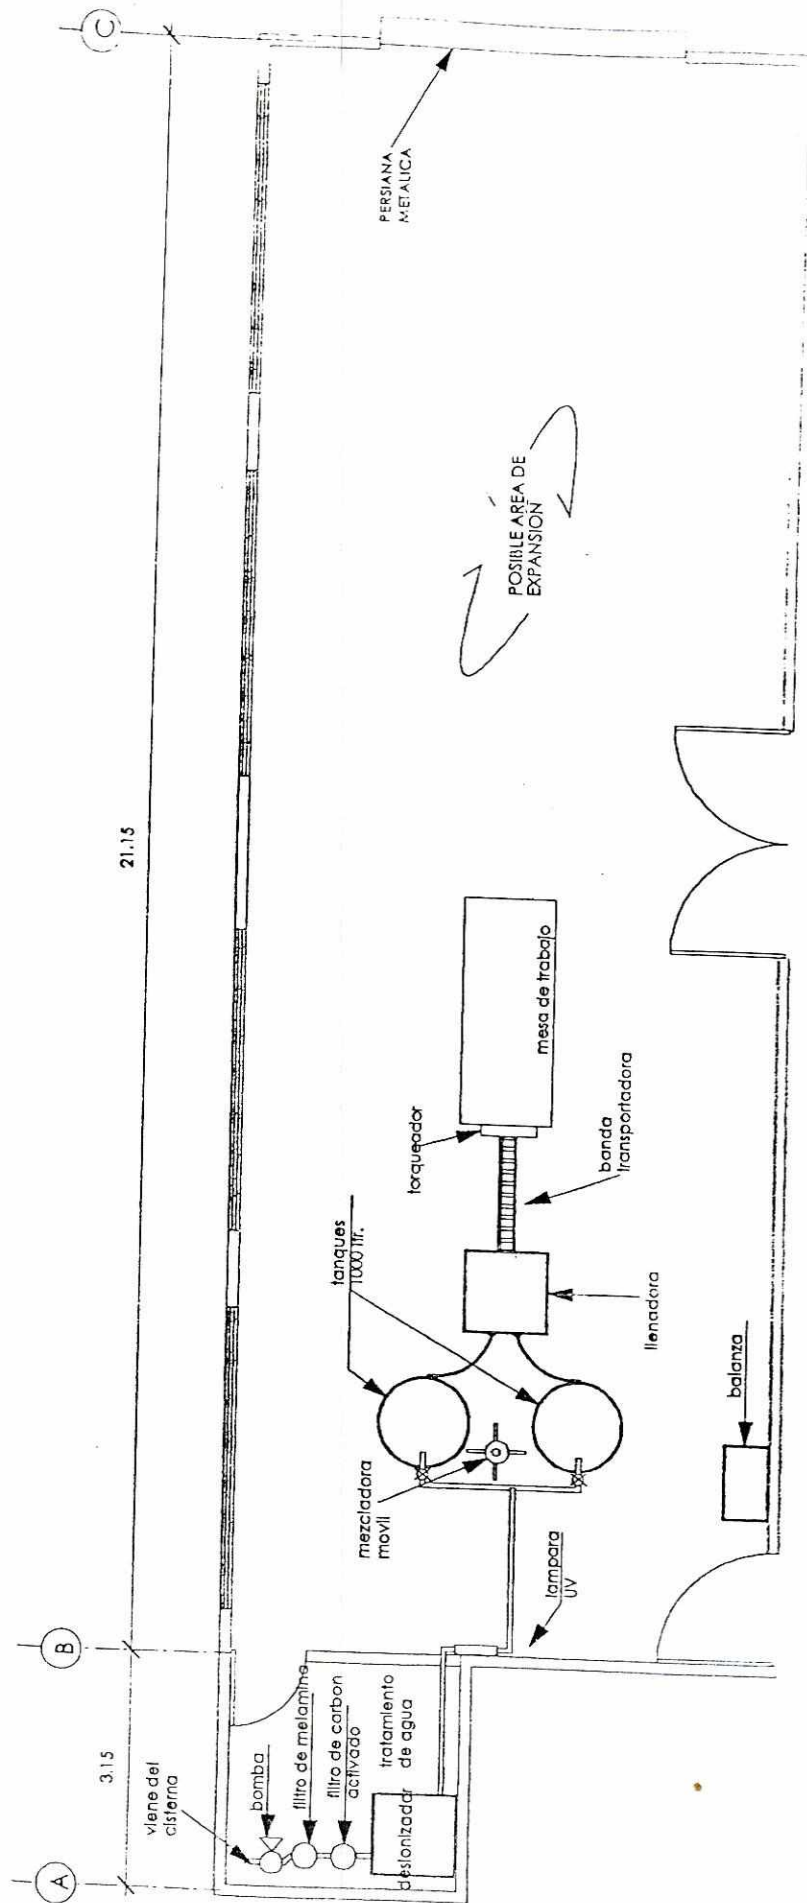 C
21.15
PERSIANA
METALICA
POSIBLE AREA DE
EXPANSIÓN
mesa de trabajo
torqueador
banda
transportadora
tanques
1000 ltr.
llenadora
mezcladora
movil
balanza
lampara
UV
B
3.15
viene del
cisterna
bomba
filtro de melamina
filtro de carbon
activado
tratamiento
de agua
desionizador
A